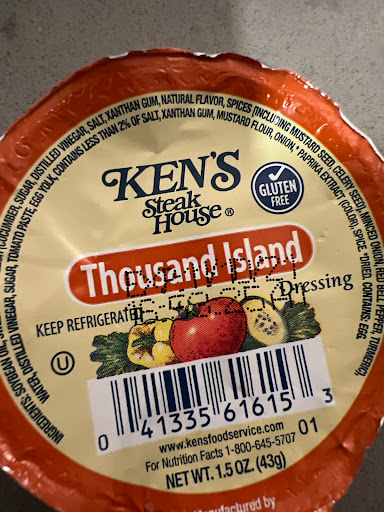 INGREDIENTS: SOYBEAN OIL,
(CUCUMBER, SUGAR, DISTILLED VINEGAR, SALT, XANTHAN GUM, NATURAL FLAVOR, SPICES [INCLUDING MUSTARD SEED, CELERY SEED], MINCED ONION,
PEPPER, TURMERIC),
WATER, DISTILLED VINEGAR, SUGAR, TOMATO PASTE, EGG YOLK, CONTAINS LESS THAN 2% OF SALT, XANTHAN GUM, MUSTARD FLOUR, ONION,* PAPRIKA EXTRACT (COLOR), SPICE. *DRIED. CONTAINS: EGG.
KEN'S
Steak
House®
GLUTEN
FREE
Thousand Island
Dressing
KEEP REFRIGERATED
U
0 41335 61615 3
www.kensfoodservice.com
For Nutrition Facts 1-800-645-5707 01
NET WT. 1.5 OZ. (43g)
Manufactured by